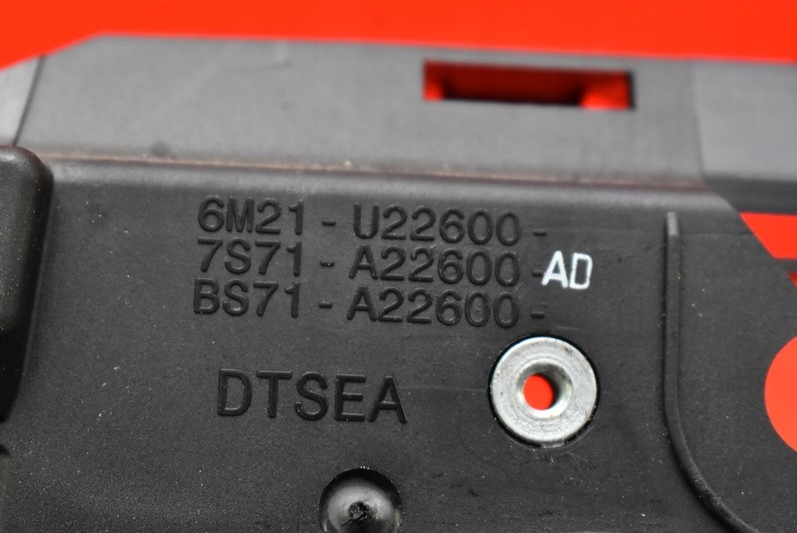 6M21 - U22600 -
7S71 - A22600 - AD
BS71 - A22600 -
DTSEA